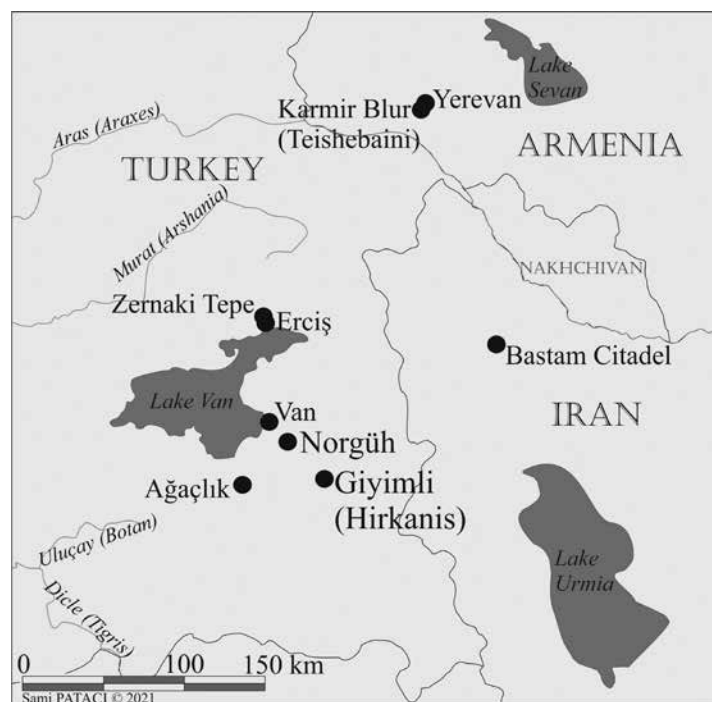 Lake
Sevan
Yerevan
Karmir Blur
(Teishebaini)
Aras (Araxes)
ARMENIA
TURKEY
Murat (Arshania)
NAKHCHIVAN
Zernaki Tepe
Erciş
Bastam Citadel
Lake Van
Van
IRAN
Norgüh
Ağaçlık
Giyimli
(Hirkanis)
Uluçay (Botan)
Lake
Urmia
Dicle (Tigris)
0 100 150 km
Sami PATACI © 2021